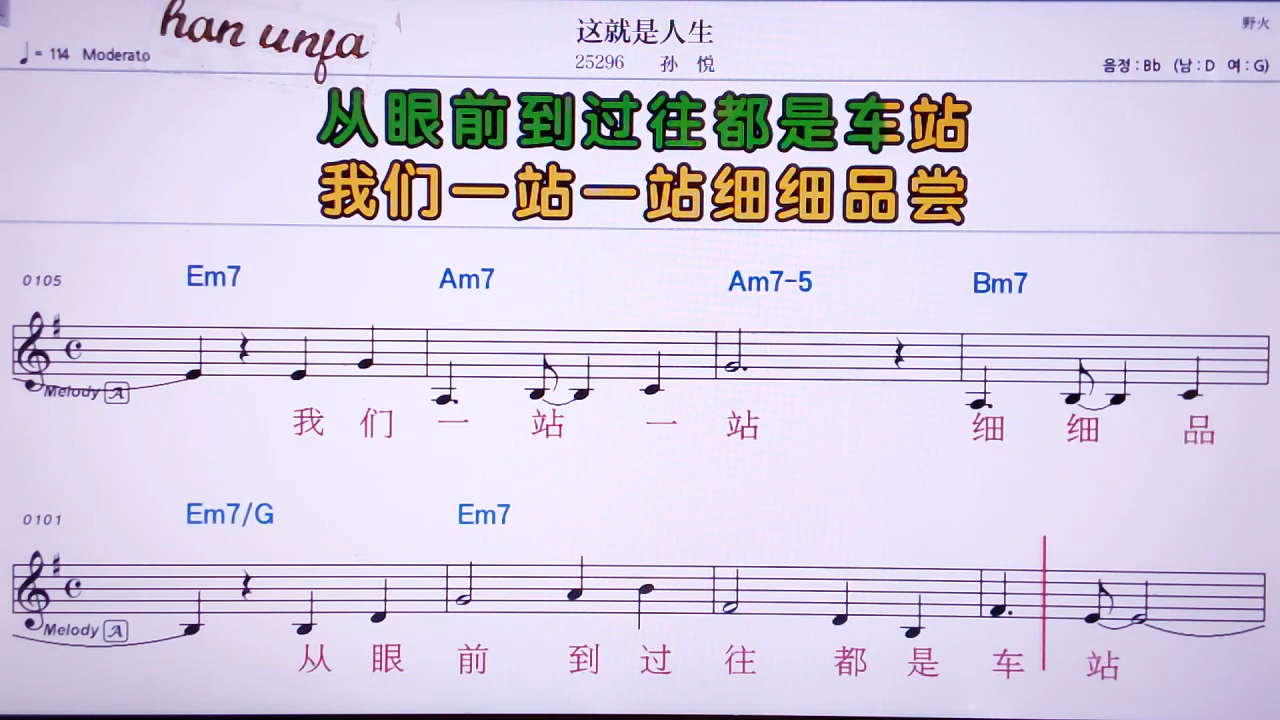 han unfa
这就是人生
野火
♩= 114 Moderato
25296 孙 悦
음정 : Bb (남 : D 여 : G)
从眼前到过往都是车站
我们一站一站细细品尝
0105 Em7 Am7 Am7-5 Bm7
Melody A
我 们 一 站 一 站 细 细 品
0101 Em7/G Em7
Melody A
从 眼 前 到 过 往 都 是 车 站